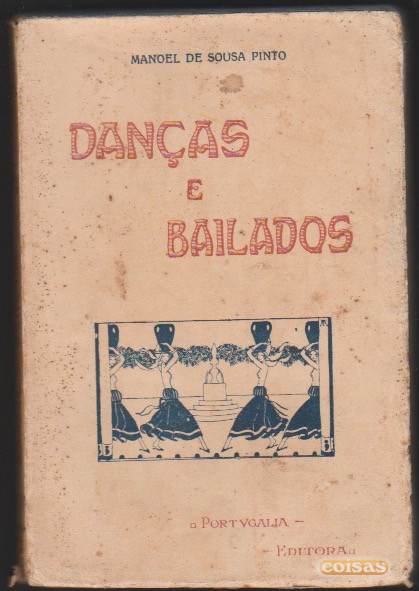 MANOEL DE SOUSA PINTO
DANÇAS
E
BAILADOS
PORTVGALIA -
- EDITORA
coisas